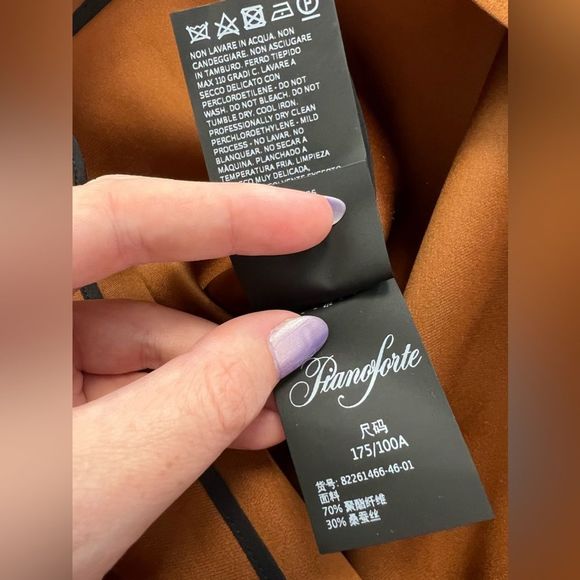 NON LAVARE IN ACQUA. NON
CANDEGGIARE. NON ASCIUGARE
IN TAMBURO. FERRO TIEPIDO
MAX 110 GRADI C. LAVARE A
SECCO DELICATO CON
PERCLOROETILENE - DO NOT
WASH. DO NOT BLEACH. DO NOT
TUMBLE DRY. COOL IRON.
PROFESSIONALLY DRY CLEAN
PERCHLOROETHYLENE - MILD
PROCESS - NO LAVAR. NO
BLANQUEAR. NO SECAR A
MÁQUINA. PLANCHADO A
TEMPERATURA FRIA. LIMPIEZA
MUY DELICADA,
Pianoforte
尺码
175/100A
货号: 82261466-46-01
面料
70% 聚酯纤维
30% 桑蚕丝